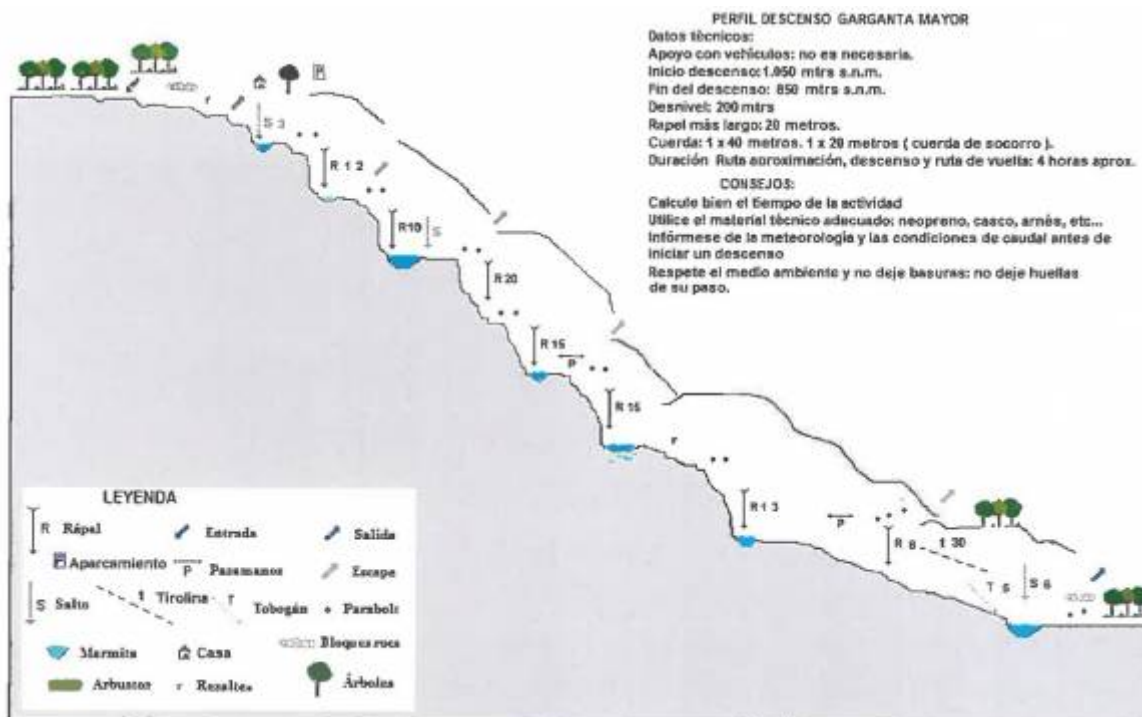 PERFIL DESCENSO GARGANTA MAYOR
Datos tècnicos:
Apoyo con vehículos: no es necesaria.
Inicio descenso: 1.050 mtrs s.n.m.
Fin del descenso: 850 mtrs s.n.m.
Desnivel: 200 mtrs
Rapel más largo: 20 metros.
Cuerda: 1 x 40 metros. 1 x 20 metros ( cuerda de socorro ).
Duración Ruta aproximación, descenso y ruta de vuelta: 4 horas aprox.
CONSEJOS:
Calcule bien el tiempo de la actividad
Utilice el material técnico adecuado: neopreno, casco, arnés, etc...
Infórmese de la meteorología y las condiciones de caudal antes de
iniciar un descenso
Respete el medio ambiente y no deje basuras: no deje huellas
de su paso.
r
P
S 3
R 12
R10
S
R 20
R 15
P
R 15
r
R 13
P
R 8
t 30
T 5
S 6
LEYENDA
R Rápal
Entrada
Salida
P Aparcamiento
P Pasamanos
Escape
S Salto
t Tirolina
T Tobogán
Parabolt
Marmita
Casa
Bloques roca
Arbustos
r Resaltes
Árboles